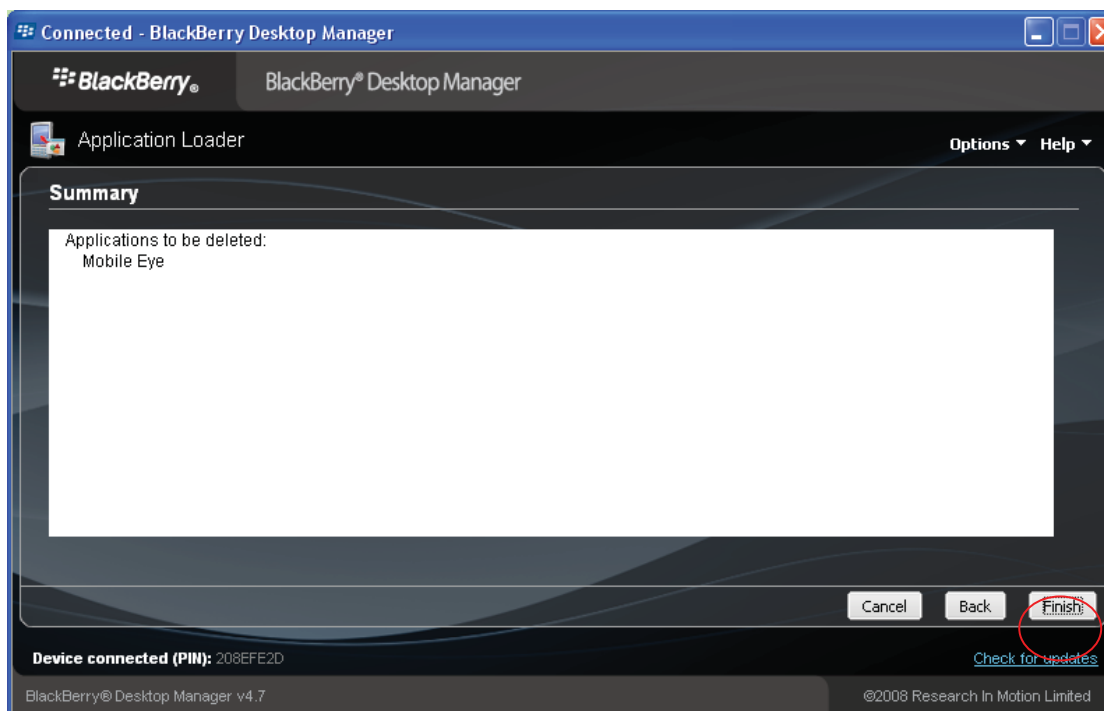 Connected - BlackBerry Desktop Manager
BlackBerry® BlackBerry® Desktop Manager
Application Loader Options Help
Summary
Applications to be deleted:
Mobile Eye
Cancel Back Finish
Device connected (PIN): 208EFE2D Check for updates
BlackBerry® Desktop Manager v4.7 ©2008 Research In Motion Limited